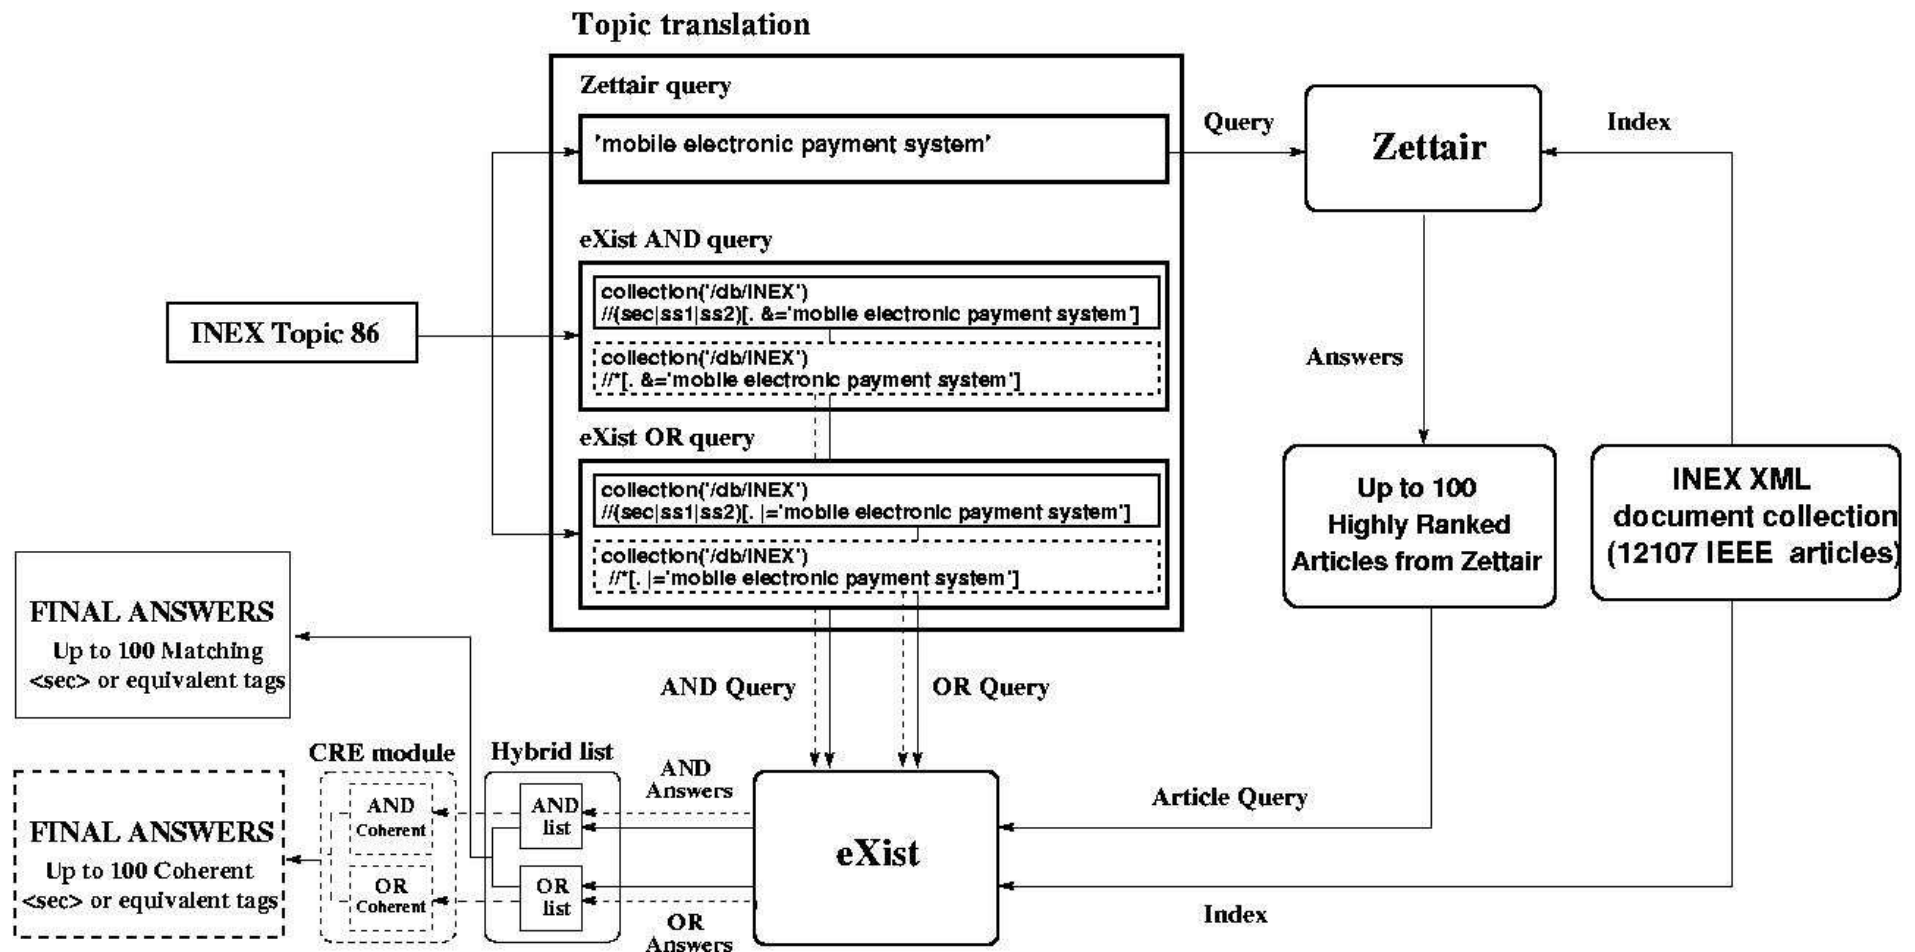 Topic translation
Zettair query
'mobile electronic payment system'
Query
Zettair
Index
eXist AND query
collection('/db/INEX')
//(sec|ss1|ss2)[. &='mobile electronic payment system']
collection('/db/INEX')
//*[. &='mobile electronic payment system']
INEX Topic 86
Answers
eXist OR query
collection('/db/INEX')
//(sec|ss1|ss2)[. |='mobile electronic payment system']
collection('/db/INEX')
//*[. |='mobile electronic payment system']
Up to 100
Highly Ranked
Articles from Zettair
INEX XML
document collection
(12107 IEEE articles)
FINAL ANSWERS
Up to 100 Matching
<sec> or equivalent tags
AND Query
OR Query
CRE module
Hybrid list
AND
Answers
AND
Coherent
AND
list
Article Query
FINAL ANSWERS
Up to 100 Coherent
<sec> or equivalent tags
eXist
OR
Coherent
OR
list
OR
Answers
Index